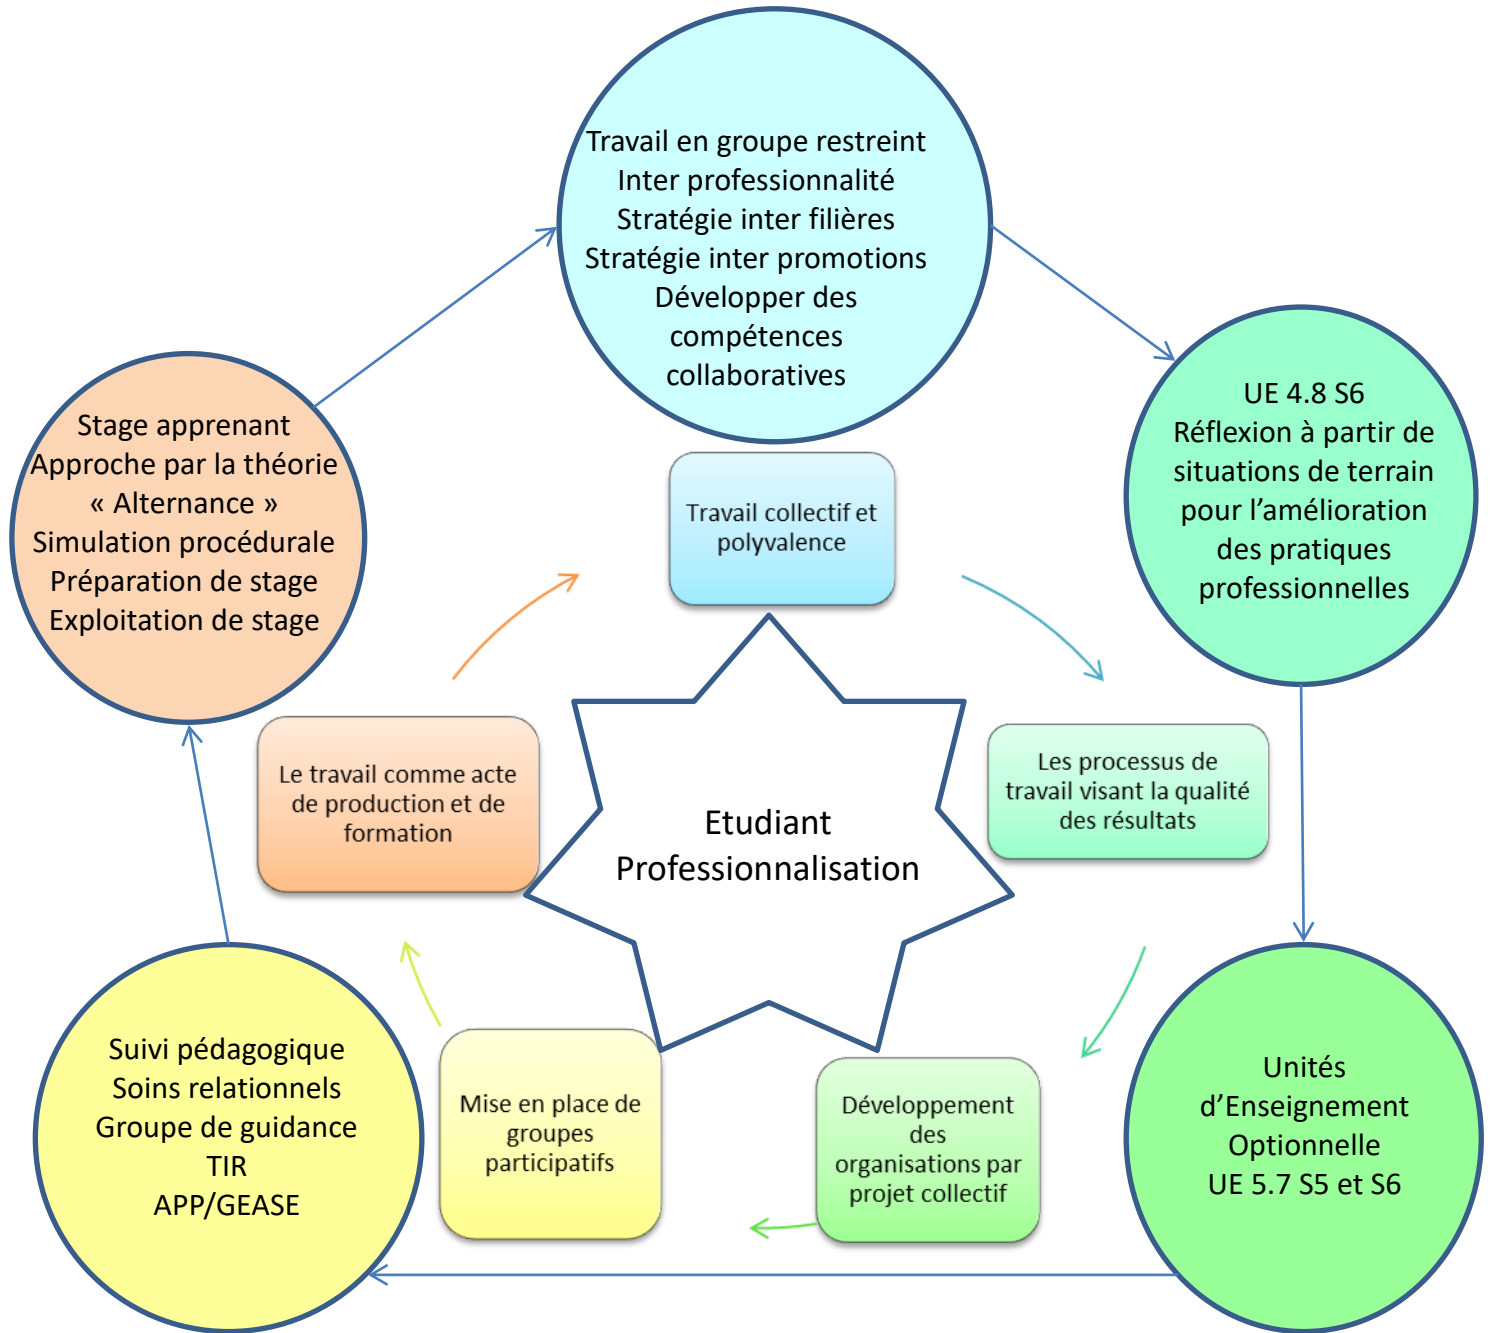 Travail en groupe restreint
Inter professionnalité
Stratégie inter filières
Stratégie inter promotions
Développer des
compétences
collaboratives
Stage apprenant
Approche par la théorie
« Alternance »
Simulation procédurale
Préparation de stage
Exploitation de stage
UE 4.8 S6
Réflexion à partir de
situations de terrain
pour l’amélioration
des pratiques
professionnelles
Travail collectif et
polyvalence
Le travail comme acte
de production et de
formation
Les processus de
travail visant la qualité
des résultats
Etudiant
Professionnalisation
Suivi pédagogique
Soins relationnels
Groupe de guidance
TIR
APP/GEASE
Mise en place de
groupes
participatifs
Développement
des
organisations par
projet collectif
Unités
d’Enseignement
Optionnelle
UE 5.7 S5 et S6